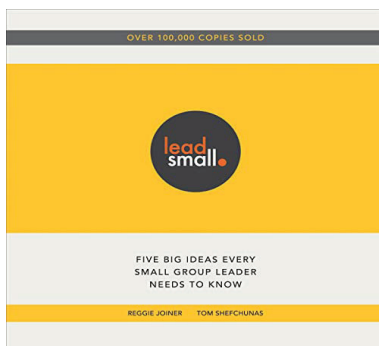 OVER 100,000 COPIES SOLD
lead
small.
FIVE BIG IDEAS EVERY
SMALL GROUP LEADER
NEEDS TO KNOW
REGGIE JOINER TOM SHEFCHUNAS